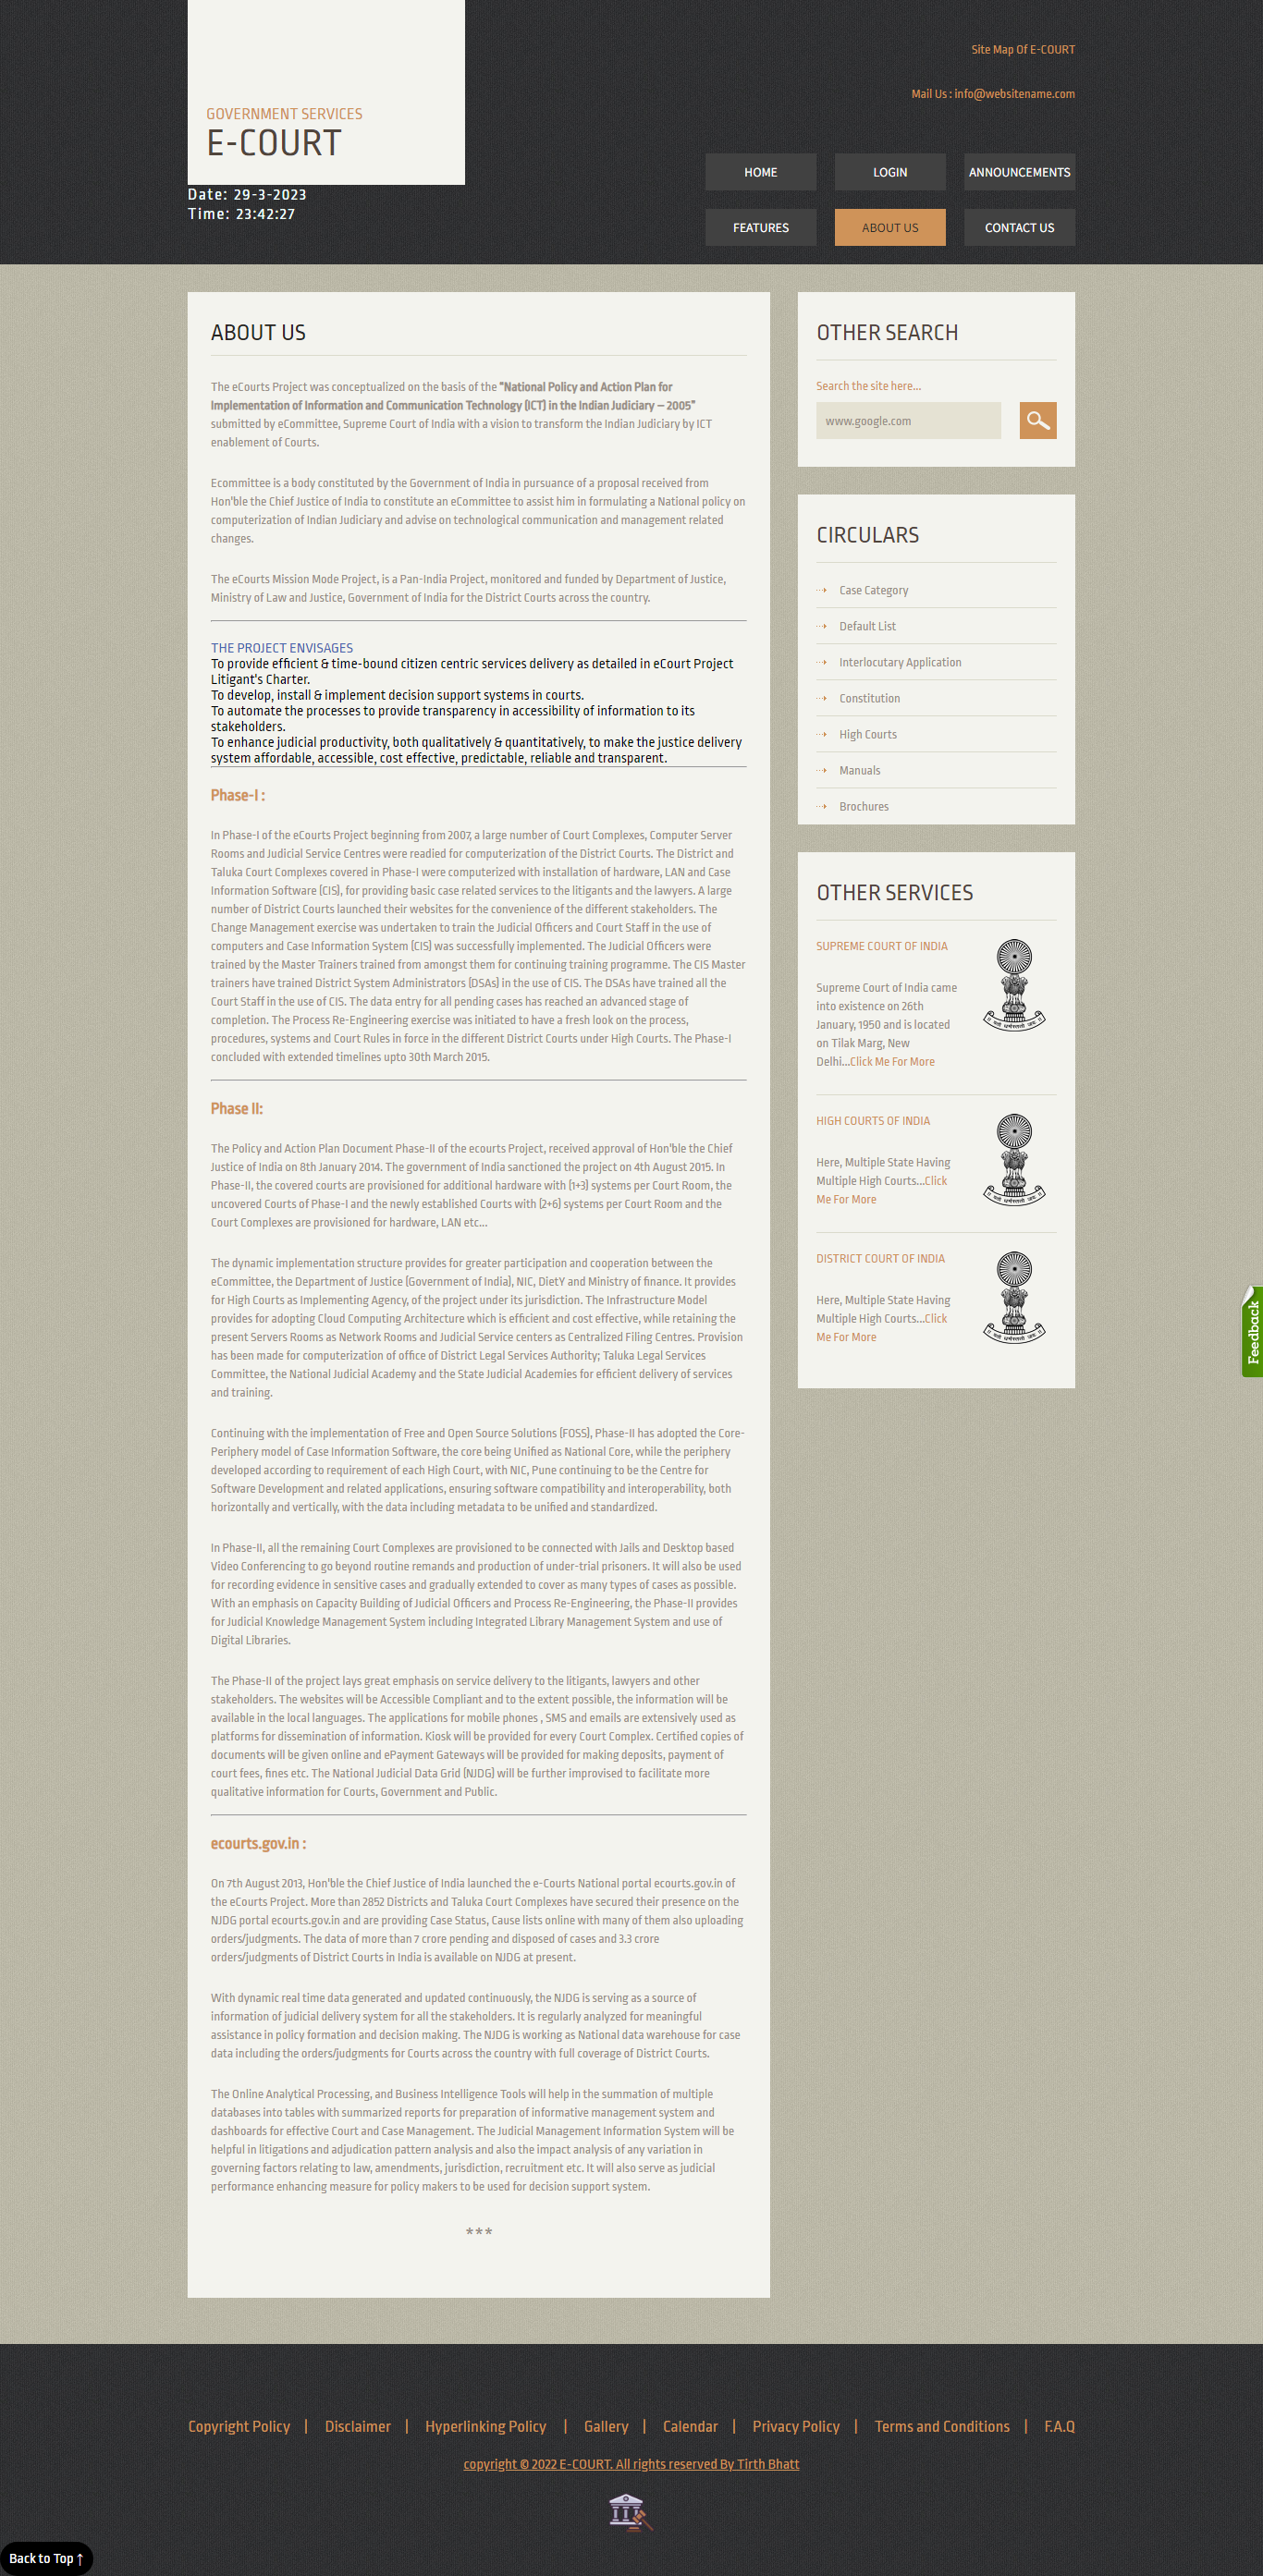 GOVERNMENT SERVICES
E-COURT
Date: 29-3-2023
Time: 23:42:27
Site Map Of E-COURT
Mail Us : info@websitename.com
HOME
LOGIN
ANNOUNCEMENTS
FEATURES
ABOUT US
CONTACT US
ABOUT US
The eCourts Project was conceptualized on the basis of the "National Policy and Action Plan for
Implementation of Information and Communication Technology (ICT) in the Indian Judiciary – 2005"
submitted by eCommittee, Supreme Court of India with a vision to transform the Indian Judiciary by ICT
enablement of Courts.
Ecommittee is a body constituted by the Government of India in pursuance of a proposal received from
Hon'ble the Chief Justice of India to constitute an eCommittee to assist him in formulating a National policy on
computerization of Indian Judiciary and advise on technological communication and management related
changes.
The eCourts Mission Mode Project, is a Pan-India Project, monitored and funded by Department of Justice,
Ministry of Law and Justice, Government of India for the District Courts across the country.
THE PROJECT ENVISAGES
To provide efficient & time-bound citizen centric services delivery as detailed in eCourt Project
Litigant's Charter.
To develop, install & implement decision support systems in courts.
To automate the processes to provide transparency in accessibility of information to its
stakeholders.
To enhance judicial productivity, both qualitatively & quantitatively, to make the justice delivery
system affordable, accessible, cost effective, predictable, reliable and transparent.
Phase-I :
In Phase-I of the eCourts Project beginning from 2007, a large number of Court Complexes, Computer Server
Rooms and Judicial Service Centres were readied for computerization of the District Courts. The District and
Taluka Court Complexes covered in Phase-I were computerized with installation of hardware, LAN and Case
Information Software (CIS), for providing basic case related services to the litigants and the lawyers. A large
number of District Courts launched their websites for the convenience of the different stakeholders. The
Change Management exercise was undertaken to train the Judicial Officers and Court Staff in the use of
computers and Case Information System (CIS) was successfully implemented. The Judicial Officers were
trained by the Master Trainers trained from amongst them for continuing training programme. The CIS Master
trainers have trained District System Administrators (DSAs) in the use of CIS. The DSAs have trained all the
Court Staff in the use of CIS. The data entry for all pending cases has reached an advanced stage of
completion. The Process Re-Engineering exercise was initiated to have a fresh look on the process,
procedures, systems and Court Rules in force in the different District Courts under High Courts. The Phase-I
concluded with extended timelines upto 30th March 2015.
Phase II:
The Policy and Action Plan Document Phase-II of the ecourts Project, received approval of Hon'ble the Chief
Justice of India on 8th January 2014. The government of India sanctioned the project on 4th August 2015. In
Phase-II, the covered courts are provisioned for additional hardware with (1+3) systems per Court Room, the
uncovered Courts of Phase-I and the newly established Courts with (2+6) systems per Court Room and the
Court Complexes are provisioned for hardware, LAN etc...
The dynamic implementation structure provides for greater participation and cooperation between the
eCommittee, the Department of Justice (Government of India), NIC, DietY and Ministry of finance. It provides
for High Courts as Implementing Agency, of the project under its jurisdiction. The Infrastructure Model
provides for adopting Cloud Computing Architecture which is efficient and cost effective, while retaining the
present Servers Rooms as Network Rooms and Judicial Service centers as Centralized Filing Centres. Provision
has been made for computerization of office of District Legal Services Authority; Taluka Legal Services
Committee, the National Judicial Academy and the State Judicial Academies for efficient delivery of services
and training.
Continuing with the implementation of Free and Open Source Solutions (FOSS), Phase-II has adopted the Core-
Periphery model of Case Information Software, the core being Unified as National Core, while the periphery
developed according to requirement of each High Court, with NIC, Pune continuing to be the Centre for
Software Development and related applications, ensuring software compatibility and interoperability, both
horizontally and vertically, with the data including metadata to be unified and standardized.
In Phase-II, all the remaining Court Complexes are provisioned to be connected with Jails and Desktop based
Video Conferencing to go beyond routine remands and production of under-trial prisoners. It will also be used
for recording evidence in sensitive cases and gradually extended to cover as many types of cases as possible.
With an emphasis on Capacity Building of Judicial Officers and Process Re-Engineering, the Phase-II provides
for Judicial Knowledge Management System including Integrated Library Management System and use of
Digital Libraries.
The Phase-II of the project lays great emphasis on service delivery to the litigants, lawyers and other
stakeholders. The websites will be Accessible Compliant and to the extent possible, the information will be
available in the local languages. The applications for mobile phones , SMS and emails are extensively used as
platforms for dissemination of information. Kiosk will be provided for every Court Complex. Certified copies of
documents will be given online and ePayment Gateways will be provided for making deposits, payment of
court fees, fines etc. The National Judicial Data Grid (NJDG) will be further improvised to facilitate more
qualitative information for Courts, Government and Public.
ecourts.gov.in :
On 7th August 2013, Hon'ble the Chief Justice of India launched the e-Courts National portal ecourts.gov.in of
the eCourts Project. More than 2852 Districts and Taluka Court Complexes have secured their presence on the
NJDG portal ecourts.gov.in and are providing Case Status, Cause lists online with many of them also uploading
orders/judgments. The data of more than 7 crore pending and disposed of cases and 3.3 crore
orders/judgments of District Courts in India is available on NJDG at present.
With dynamic real time data generated and updated continuously, the NJDG is serving as a source of
information of judicial delivery system for all the stakeholders. It is regularly analyzed for meaningful
assistance in policy formation and decision making. The NJDG is working as National data warehouse for case
data including the orders/judgments for Courts across the country with full coverage of District Courts.
The Online Analytical Processing, and Business Intelligence Tools will help in the summation of multiple
databases into tables with summarized reports for preparation of informative management system and
dashboards for effective Court and Case Management. The Judicial Management Information System will be
helpful in litigations and adjudication pattern analysis and also the impact analysis of any variation in
governing factors relating to law, amendments, jurisdiction, recruitment etc. It will also serve as judicial
performance enhancing measure for policy makers to be used for decision support system.
***
OTHER SEARCH
Search the site here...
www.google.com
CIRCULARS
Case Category
Default List
Interlocutary Application
Constitution
High Courts
Manuals
Brochures
OTHER SERVICES
SUPREME COURT OF INDIA
Supreme Court of India came
into existence on 26th
January, 1950 and is located
on Tilak Marg, New
Delhi...Click Me For More
सत्यमेव जयते
HIGH COURTS OF INDIA
Here, Multiple State Having
Multiple High Courts...Click
Me For More
सत्यमेव जयते
DISTRICT COURT OF INDIA
Here, Multiple State Having
Multiple High Courts...Click
Me For More
सत्यमेव जयते
Feedback
Copyright Policy | Disclaimer | Hyperlinking Policy | Gallery | Calendar | Privacy Policy | Terms and Conditions | F.A.Q
copyright © 2022 E-COURT. All rights reserved By Tirth Bhatt
Back to Top ↑